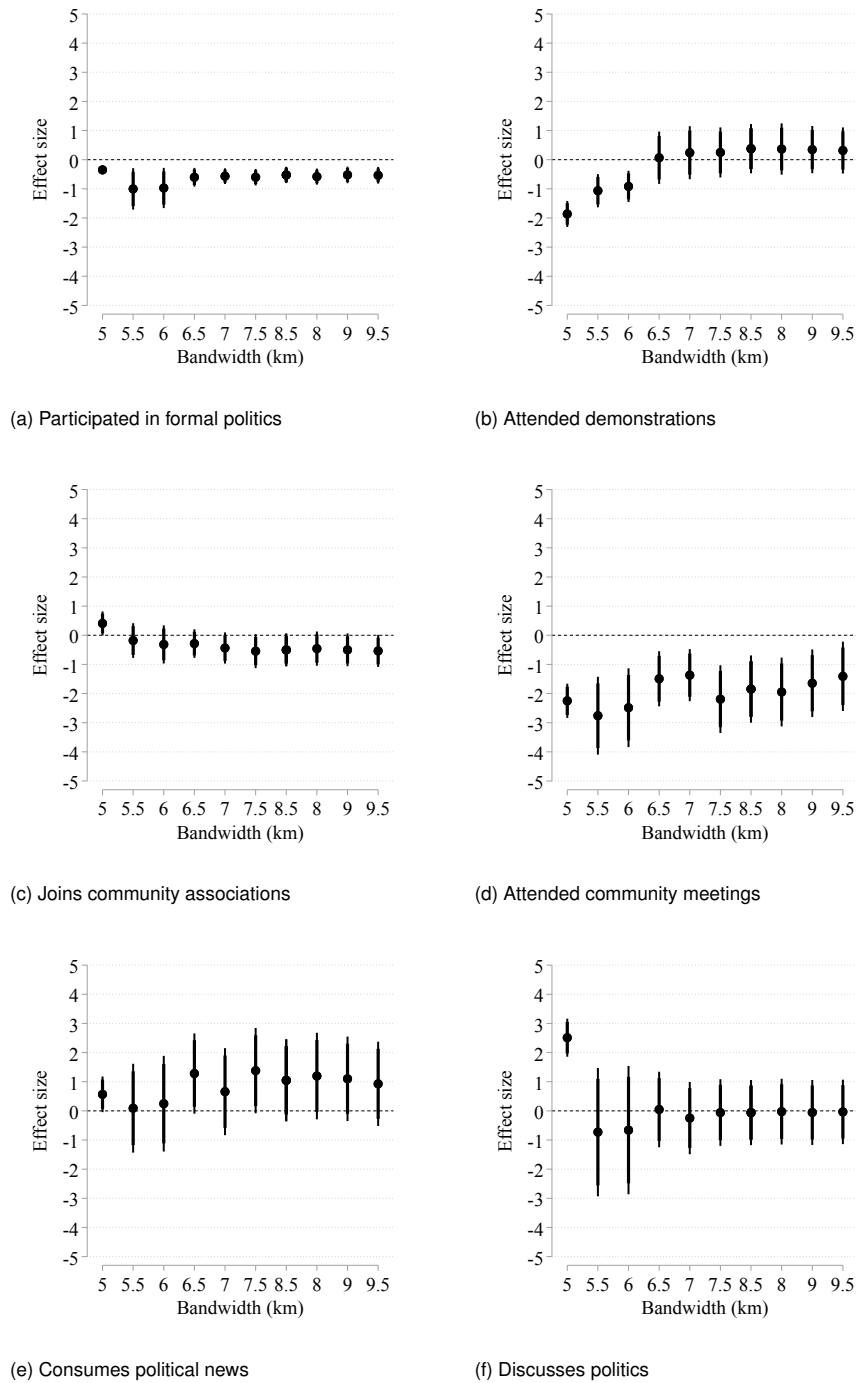 5
4
3
2
1
0
-1
-2
-3
-4
-5
Effect size
5 5.5 6 6.5 7 7.5 8.5 8 9 9.5
Bandwidth (km)
(a) Participated in formal politics
5
4
3
2
1
0
-1
-2
-3
-4
-5
Effect size
5 5.5 6 6.5 7 7.5 8.5 8 9 9.5
Bandwidth (km)
(b) Attended demonstrations
5
4
3
2
1
0
-1
-2
-3
-4
-5
Effect size
5 5.5 6 6.5 7 7.5 8.5 8 9 9.5
Bandwidth (km)
(c) Joins community associations
5
4
3
2
1
0
-1
-2
-3
-4
-5
Effect size
5 5.5 6 6.5 7 7.5 8.5 8 9 9.5
Bandwidth (km)
(d) Attended community meetings
5
4
3
2
1
0
-1
-2
-3
-4
-5
Effect size
5 5.5 6 6.5 7 7.5 8.5 8 9 9.5
Bandwidth (km)
(e) Consumes political news
5
4
3
2
1
0
-1
-2
-3
-4
-5
Effect size
5 5.5 6 6.5 7 7.5 8.5 8 9 9.5
Bandwidth (km)
(f) Discusses politics